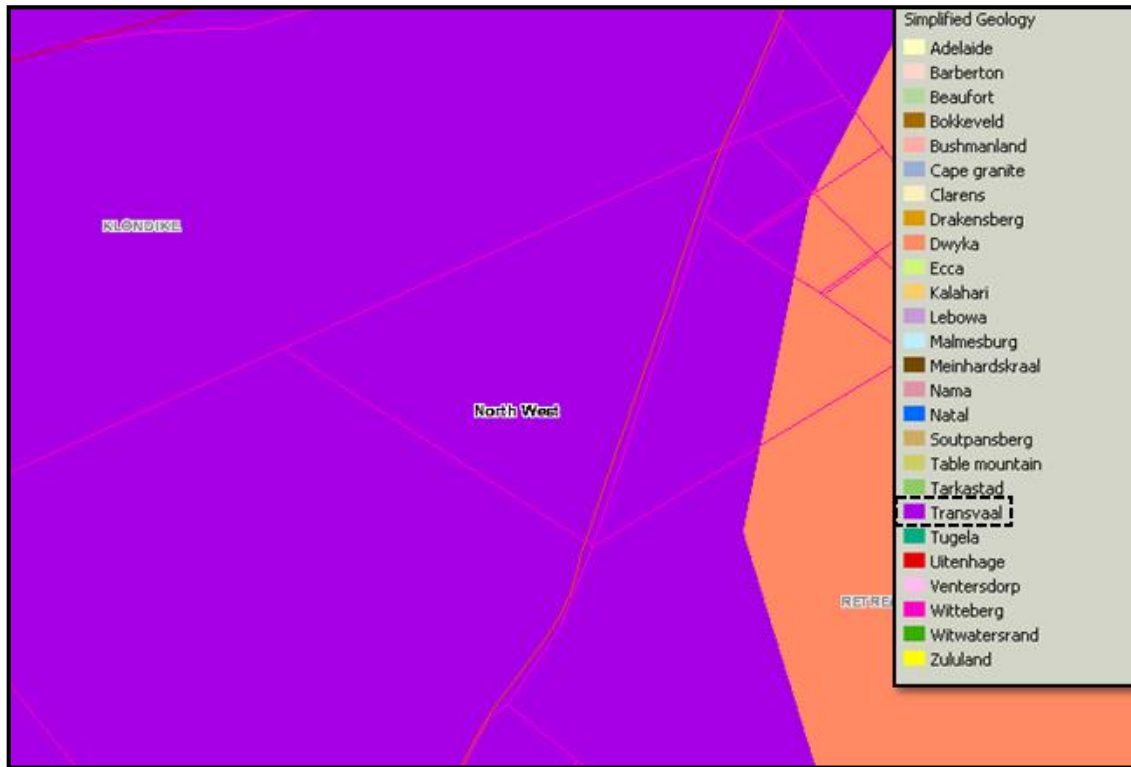 Simplified Geology
Adelaide
Barberton
Beaufort
Bokkeveld
Bushmanland
Cape granite
Clarens
Drakensberg
Dwyka
Ecca
Kalahari
Lebowa
Malmesburg
Meinhardskraal
Nama
Natal
Soutpansberg
Table mountain
Tarkastad
Transvaal
Tugela
Uitenhage
Ventersdorp
Witteberg
Witwatersrand
Zululand
KLONDIKE
North West